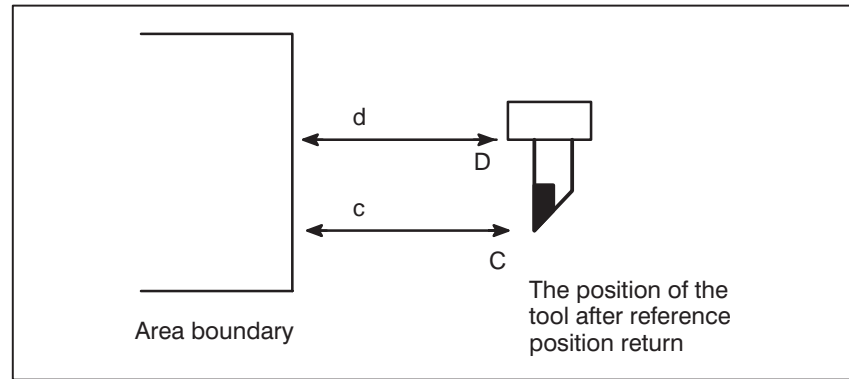 d
D
c
C
The position of the
tool after reference
position return
Area boundary